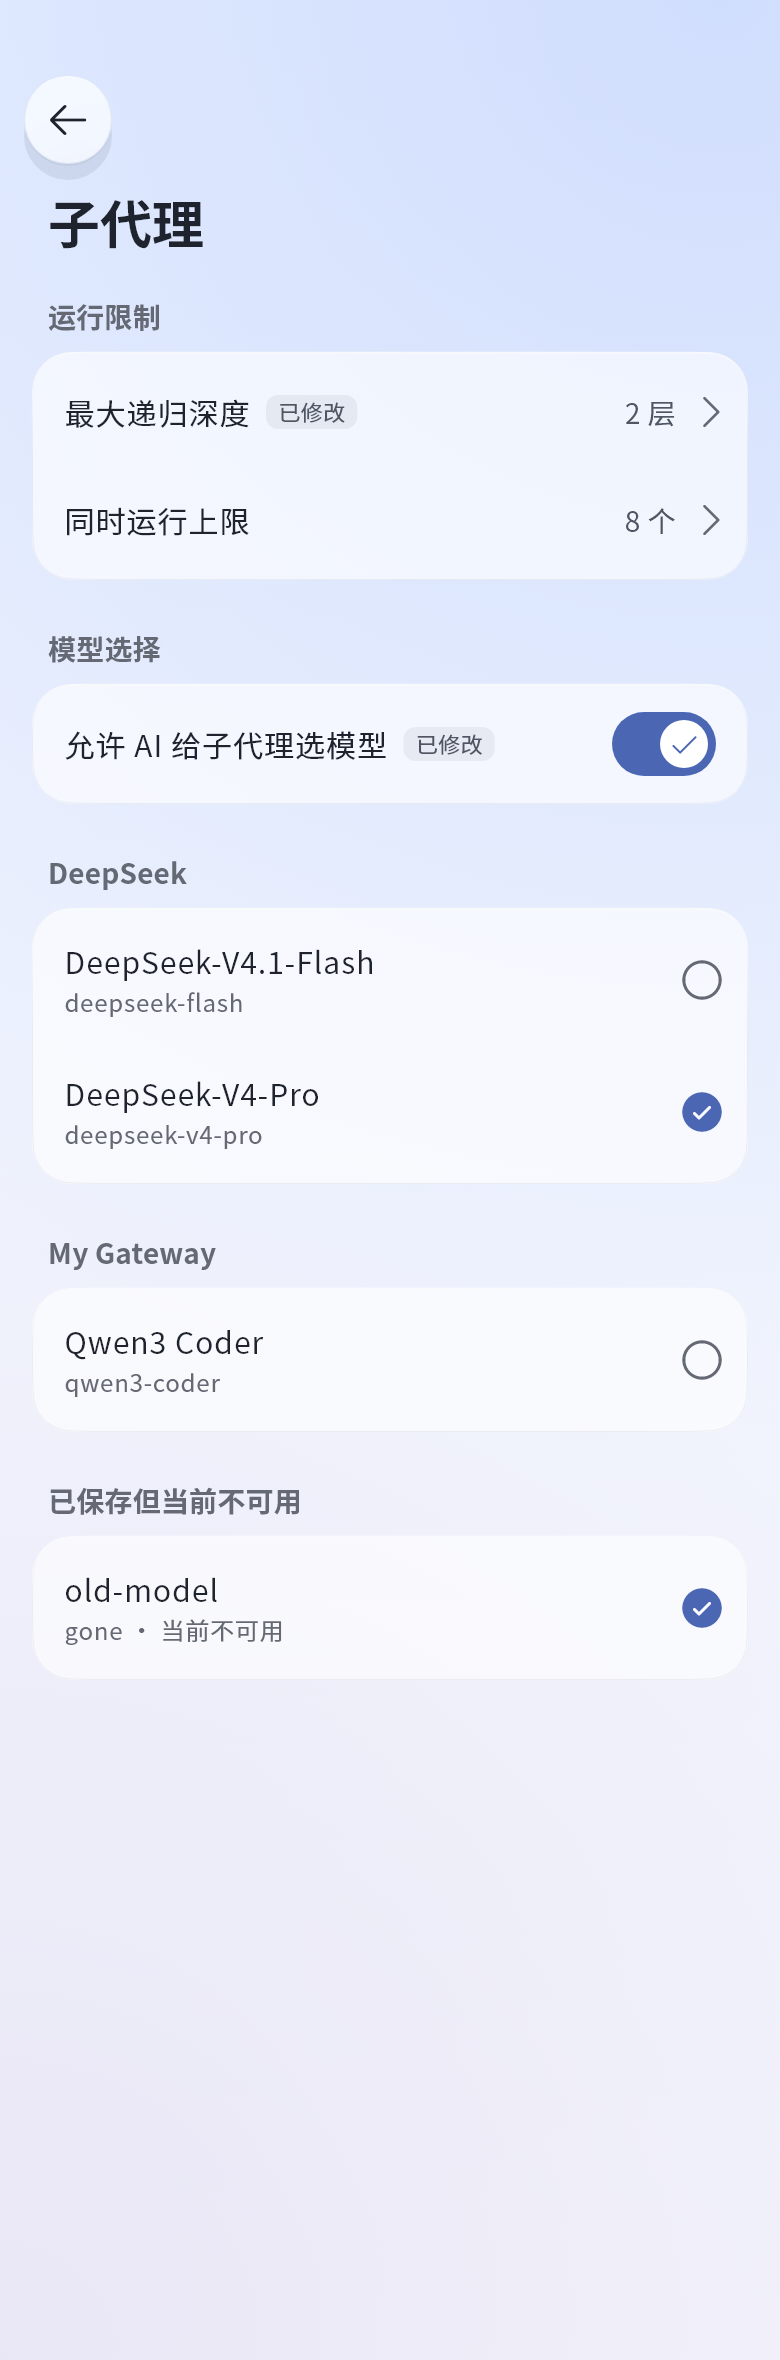 子代理
运行限制
最大递归深度 已修改 2 层
同时运行上限 8 个
模型选择
允许 AI 给子代理选模型 已修改
DeepSeek
DeepSeek-V4.1-Flash
deepseek-flash
DeepSeek-V4-Pro
deepseek-v4-pro
My Gateway
Qwen3 Coder
qwen3-coder
已保存但当前不可用
old-model
gone · 当前不可用